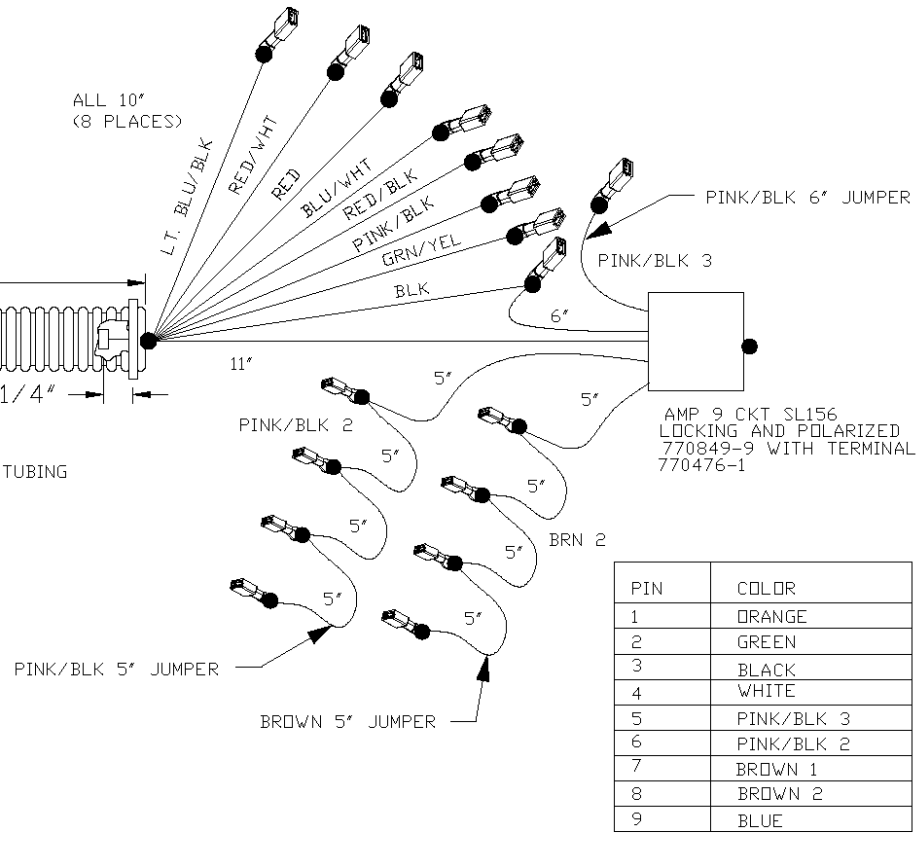 ALL 10"
(8 PLACES)
LT. BLU/BLK
RED/WHT
RED
BLU/WHT
RED/BLK
PINK/BLK
GRN/YEL
BLK
PINK/BLK 6" JUMPER
PINK/BLK 3
6"
11"
1/4"
TUBING
5"
5"
AMP 9 CKT SL156
LOCKING AND POLARIZED
770849-9 WITH TERMINAL
770476-1
PINK/BLK 2
5"
5"
5"
PINK/BLK 5" JUMPER
5"
5"
5"
BRN 2
BROWN 5" JUMPER
PIN COLOR
1 ORANGE
2 GREEN
3 BLACK
4 WHITE
5 PINK/BLK 3
6 PINK/BLK 2
7 BROWN 1
8 BROWN 2
9 BLUE